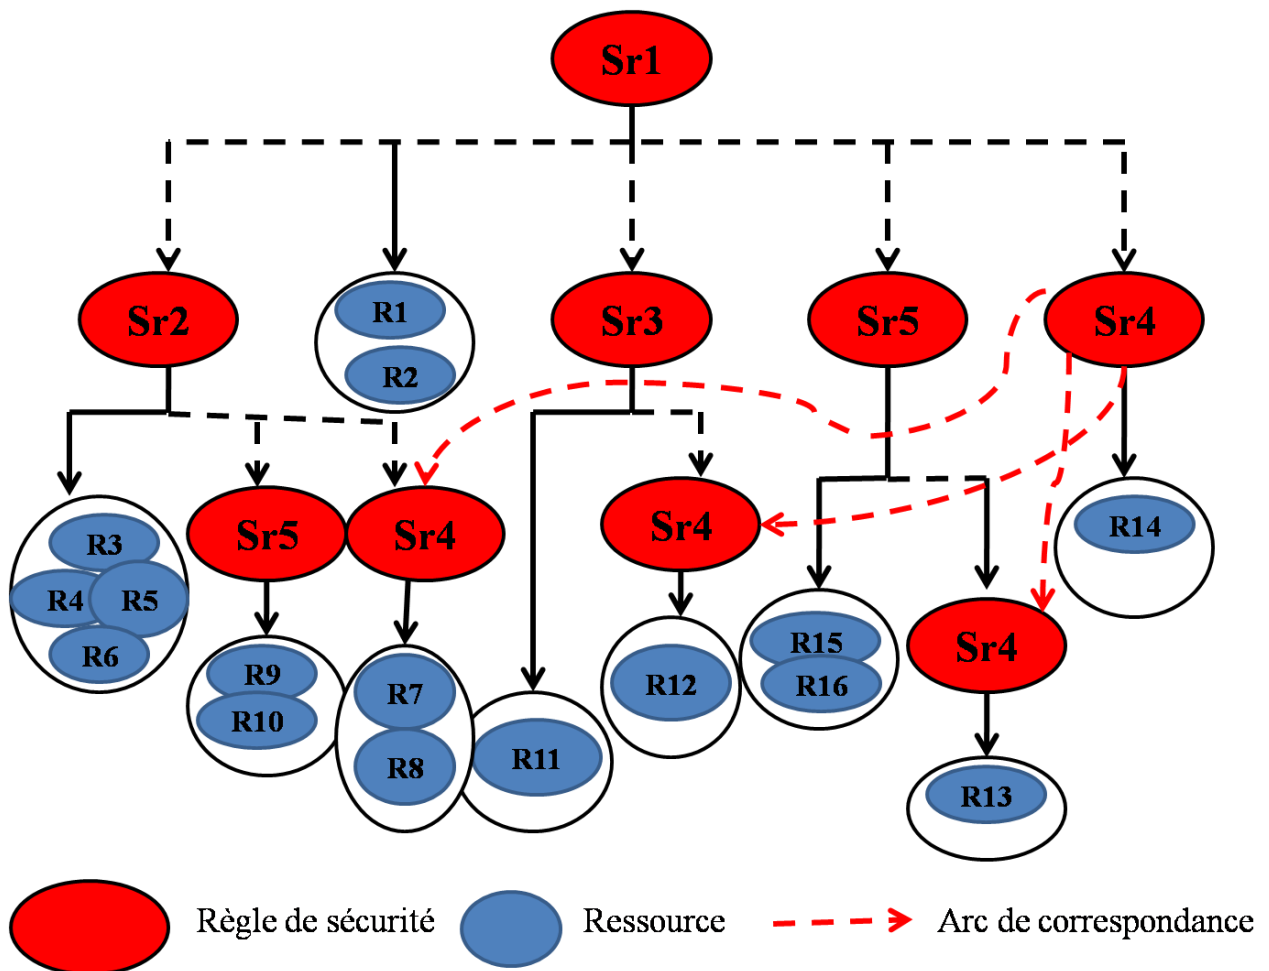 Sr1
Sr2
R1
R2
Sr3
Sr5
Sr4
R3
R4
R5
R6
Sr5
Sr4
Sr4
R14
R9
R10
R7
R8
R11
R12
R15
R16
Sr4
R13
Règle de sécurité
Ressource
Arc de correspondance